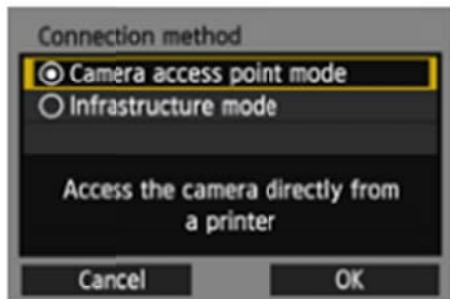 Connection method
Camera access point mode
Infrastructure mode
Access the camera directly from
a printer
Cancel OK